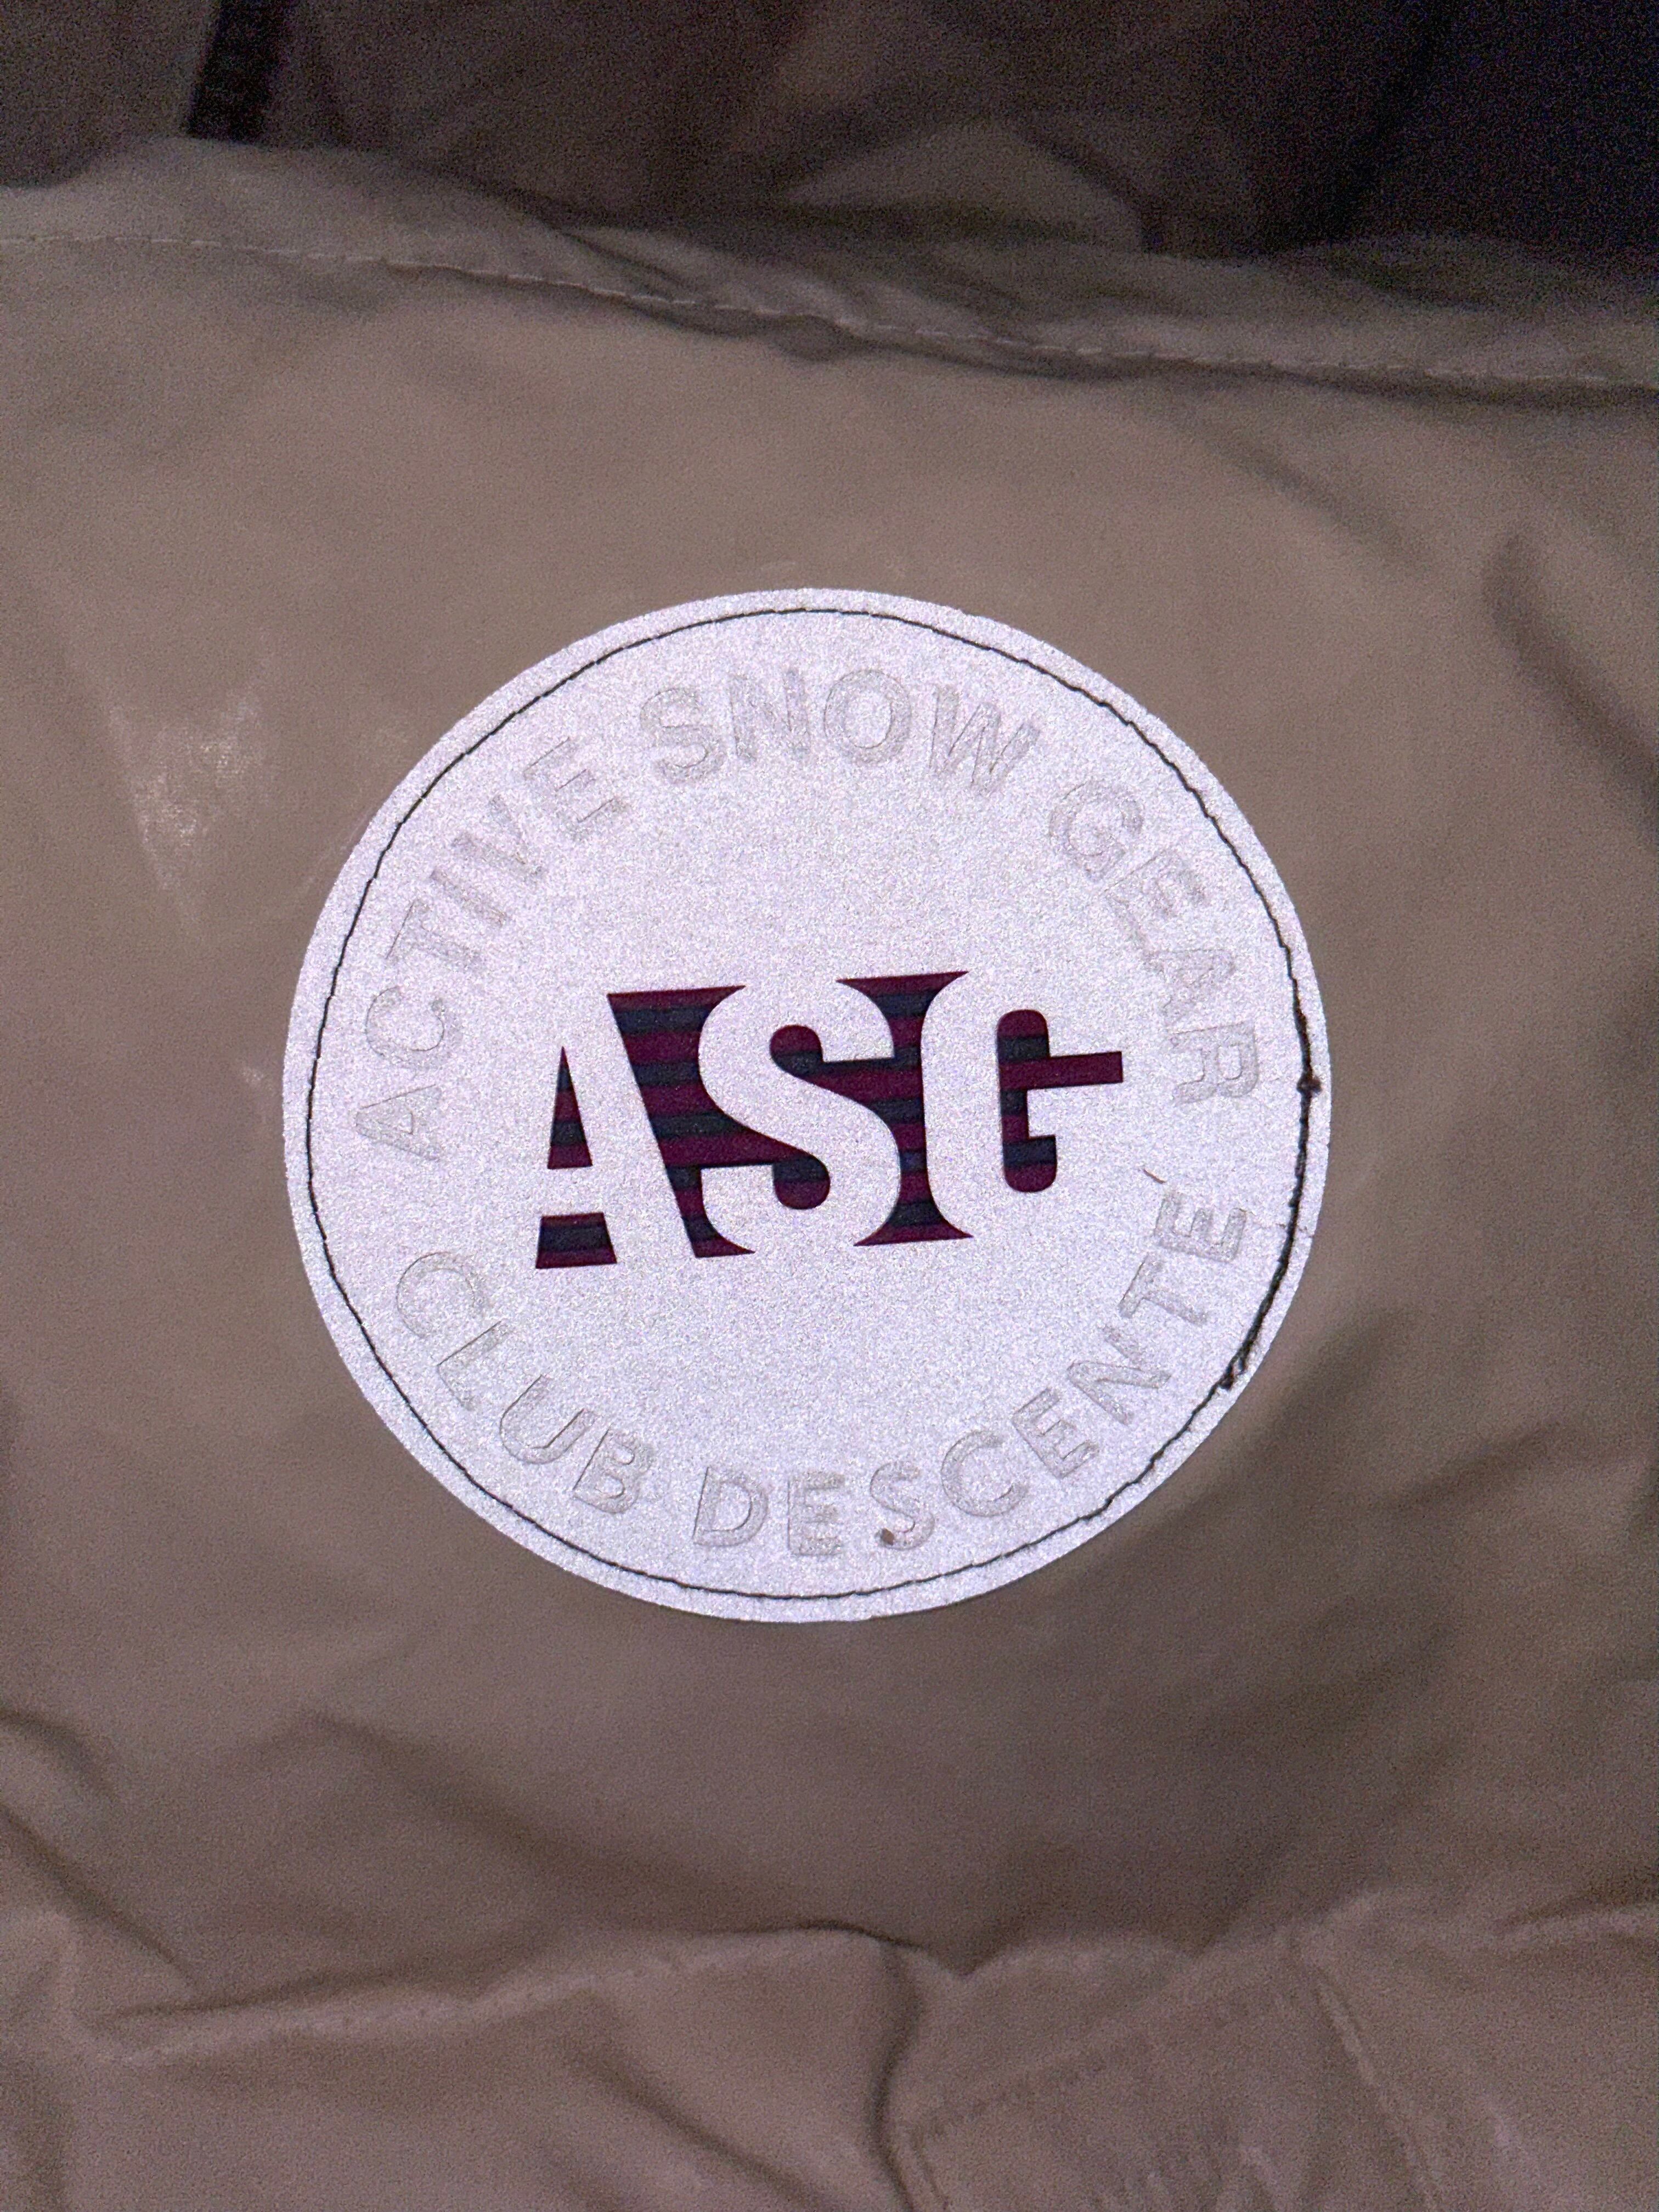 ACTIVE SNOW GEAR
ASG
CLUB DESCENTE